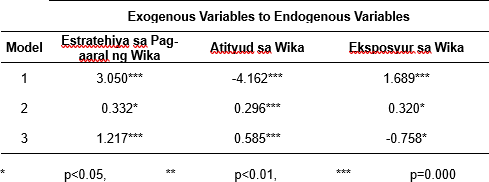 Exogenous Variables to Endogenous Variables
Model Estratehiya sa Pag- Atityud sa Wika Eksposyur sa Wika
aaral ng Wika
1 3.050*** -4.162*** 1.689***
2 0.332* 0.296*** 0.320*
3 1.217*** 0.585*** -0.758*
* p<0.05, ** p<0.01, *** p=0.000